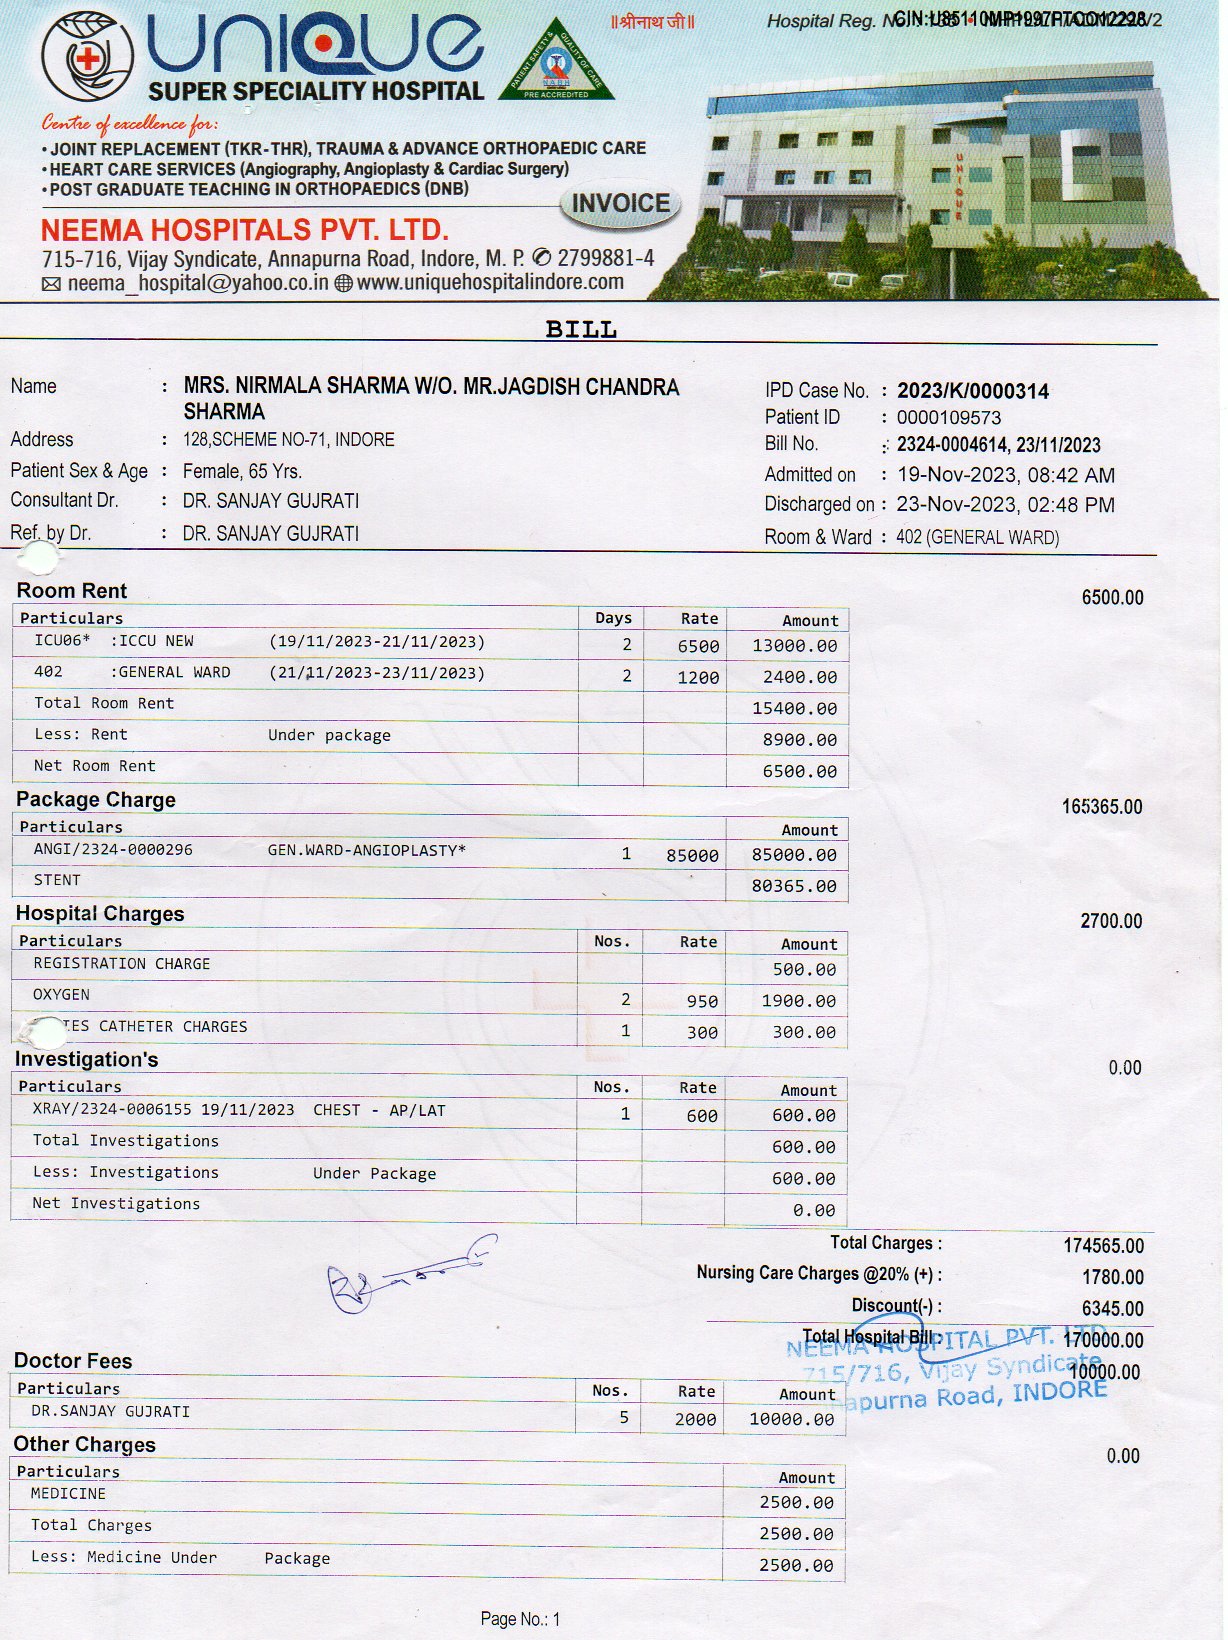 UNIQUE
SUPER SPECIALITY HOSPITAL
PATIENT SAFETY & QUALITY OF CARE
NABH
PRE ACCREDITED
॥श्रीनाथ जी॥
Hospital Reg. No.
CIN:U85110MP1997PTC012228
Centre of excellence for:
• JOINT REPLACEMENT (TKR-THR), TRAUMA & ADVANCE ORTHOPAEDIC CARE
• HEART CARE SERVICES (Angiography, Angioplasty & Cardiac Surgery)
• POST GRADUATE TEACHING IN ORTHOPAEDICS (DNB)
INVOICE
UNIQUE
NEEMA HOSPITALS PVT. LTD.
715-716, Vijay Syndicate, Annapurna Road, Indore, M. P. ✆ 2799881-4
neema_hospital@yahoo.co.in www.uniquehospitalindore.com
BILL
Name : MRS. NIRMALA SHARMA W/O. MR.JAGDISH CHANDRA SHARMA
Address : 128,SCHEME NO-71, INDORE
Patient Sex & Age : Female, 65 Yrs.
Consultant Dr. : DR. SANJAY GUJRATI
Ref. by Dr. : DR. SANJAY GUJRATI
IPD Case No. : 2023/K/0000314
Patient ID : 0000109573
Bill No. : 2324-0004614, 23/11/2023
Admitted on : 19-Nov-2023, 08:42 AM
Discharged on : 23-Nov-2023, 02:48 PM
Room & Ward : 402 (GENERAL WARD)
Room Rent 6500.00
Particulars Days Rate Amount
ICU06* :ICCU NEW (19/11/2023-21/11/2023) 2 6500 13000.00
402 :GENERAL WARD (21/11/2023-23/11/2023) 2 1200 2400.00
Total Room Rent 15400.00
Less: Rent Under package 8900.00
Net Room Rent 6500.00
Package Charge 165365.00
Particulars Amount
ANGI/2324-0000296 GEN.WARD-ANGIOPLASTY* 1 85000 85000.00
STENT 80365.00
Hospital Charges 2700.00
Particulars Nos. Rate Amount
REGISTRATION CHARGE 500.00
OXYGEN 2 950 1900.00
CATHETER CHARGES 1 300 300.00
Investigation's 0.00
Particulars Nos. Rate Amount
XRAY/2324-0006155 19/11/2023 CHEST - AP/LAT 1 600 600.00
Total Investigations 600.00
Less: Investigations Under Package 600.00
Net Investigations 0.00
Total Charges : 174565.00
Nursing Care Charges @20% (+) : 1780.00
Discount(-) : 6345.00
Total Hospital Bill : 170000.00
NEEMA HOSPITAL PVT. LTD
715/716, Vijay Syndicate
Road, INDORE
Doctor Fees 10000.00
Particulars Nos. Rate Amount
DR.SANJAY GUJRATI 5 2000 10000.00
Other Charges 0.00
Particulars Amount
MEDICINE 2500.00
Total Charges 2500.00
Less: Medicine Under Package 2500.00
Page No.: 1